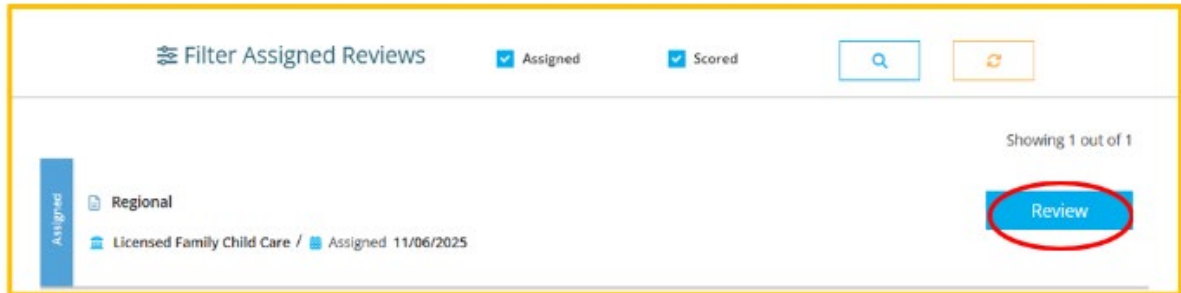 Filter Assigned Reviews Assigned Scored
Showing 1 out of 1
Assigned
Regional
Review
Licensed Family Child Care / Assigned 11/06/2025